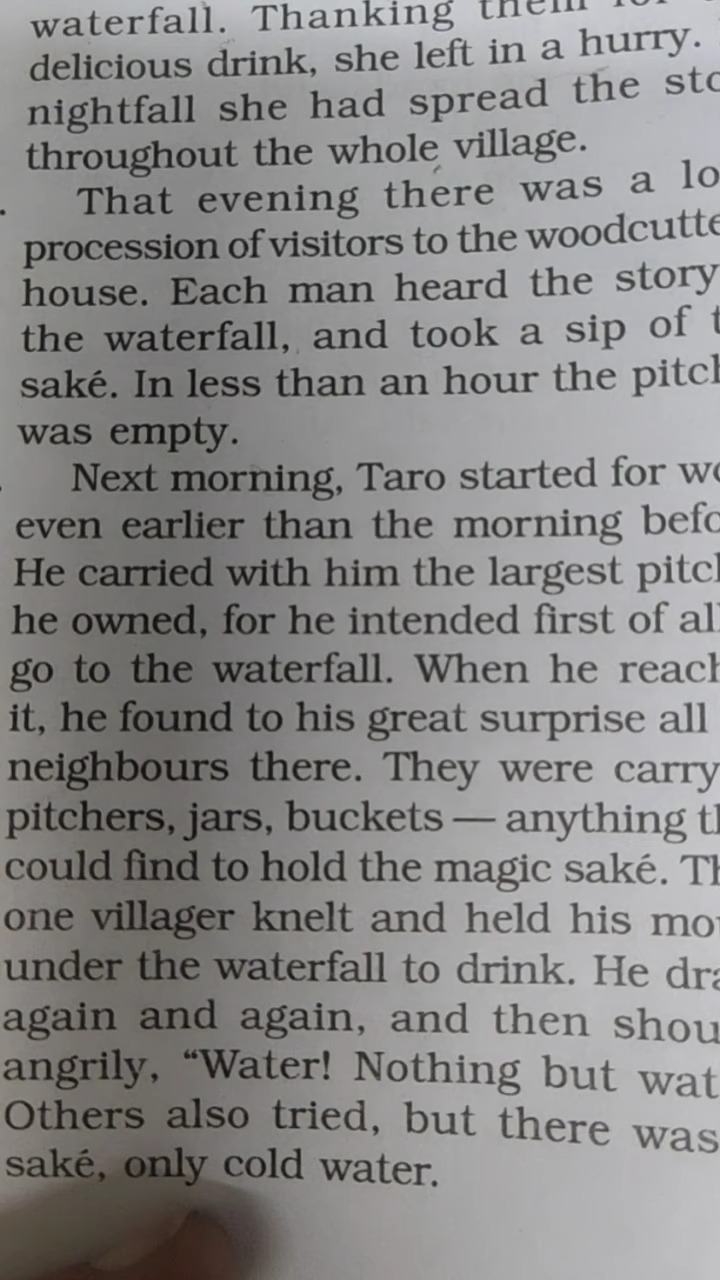 waterfall. Thanking them for
delicious drink, she left in a hurry.
nightfall she had spread the sto
throughout the whole village.
That evening there was a lo
procession of visitors to the woodcutte
house. Each man heard the story
the waterfall, and took a sip of t
saké. In less than an hour the pitch
was empty.
Next morning, Taro started for wo
even earlier than the morning befo
He carried with him the largest pitch
he owned, for he intended first of all
go to the waterfall. When he reach
it, he found to his great surprise all
neighbours there. They were carry
pitchers, jars, buckets — anything th
could find to hold the magic saké. Th
one villager knelt and held his mou
under the waterfall to drink. He dra
again and again, and then shou
angrily, “Water! Nothing but wat
Others also tried, but there was
saké, only cold water.